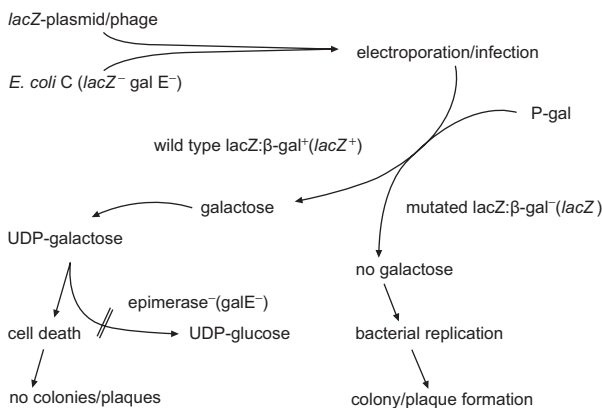 lacZ-plasmid/phage
electroporation/infection
E. coli C (lacZ⁻ gal E⁻)
P-gal
wild type lacZ:β-gal⁺(lacZ⁺)
galactose
mutated lacZ:β-gal⁻(lacZ )
UDP-galactose
no galactose
epimerase⁻(galE⁻)
cell death
UDP-glucose
bacterial replication
no colonies/plaques
colony/plaque formation